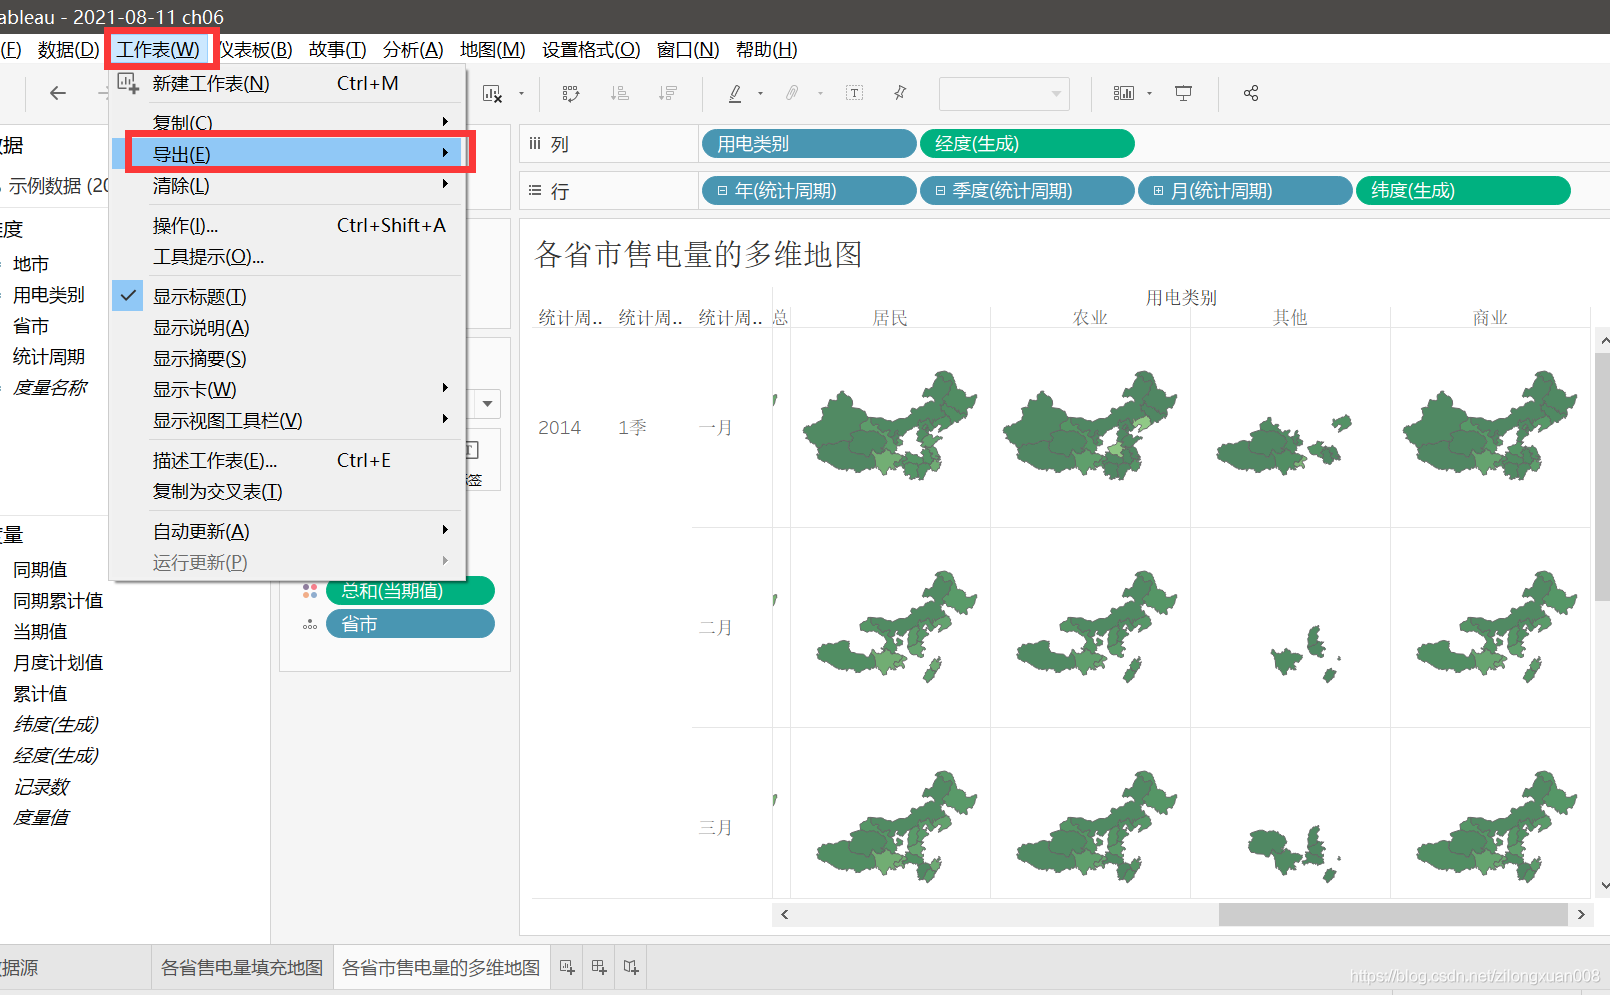 ableau - 2021-08-11 ch06
(F) 数据(D) 工作表(W) 仪表板(B) 故事(T) 分析(A) 地图(M) 设置格式(O) 窗口(N) 帮助(H)
新建工作表(N) Ctrl+M
复制(C)
导出(E)
清除(L)
操作(I)... Ctrl+Shift+A
工具提示(O)...
显示标题(T)
显示说明(A)
显示摘要(S)
显示卡(W)
显示视图工具栏(V)
描述工作表(E)... Ctrl+E
复制为交叉表(T)
自动更新(A)
运行更新(P)
据
示例数据 (20
度
地市
用电类别
省市
统计周期
度量名称
量
同期值
同期累计值
当期值
月度计划值
累计值
纬度(生成)
经度(生成)
记录数
度量值
签
总和(当期值)
省市
列 用电类别 经度(生成)
行 年(统计周期) 季度(统计周期) 月(统计周期) 纬度(生成)
各省市售电量的多维地图
用电类别
统计周.. 统计周.. 统计周.. 总 居民 农业 其他 商业
2014 1季 一月
二月
三月
据源 各省售电量填充地图 各省市售电量的多维地图
https://blog.csdn.net/zilongxuan008